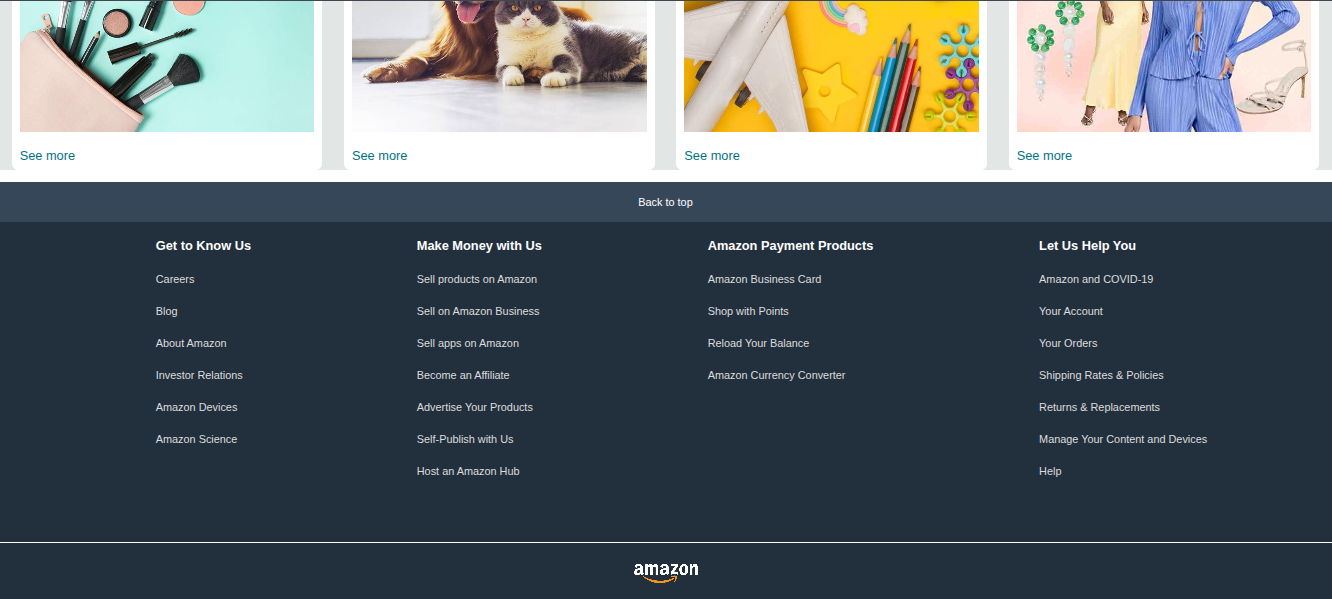 See more
See more
See more
See more
Back to top
Get to Know Us
Careers
Blog
About Amazon
Investor Relations
Amazon Devices
Amazon Science
Make Money with Us
Sell products on Amazon
Sell on Amazon Business
Sell apps on Amazon
Become an Affiliate
Advertise Your Products
Self-Publish with Us
Host an Amazon Hub
Amazon Payment Products
Amazon Business Card
Shop with Points
Reload Your Balance
Amazon Currency Converter
Let Us Help You
Amazon and COVID-19
Your Account
Your Orders
Shipping Rates & Policies
Returns & Replacements
Manage Your Content and Devices
Help
amazon